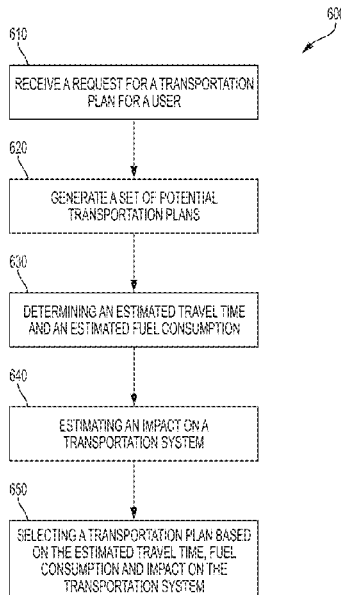 600
610
RECEIVE A REQUEST FOR A TRANSPORTATION
PLAN FOR A USER
620
GENERATE A SET OF POTENTIAL
TRANSPORTATION PLANS
630
DETERMINING AN ESTIMATED TRAVEL TIME
AND AN ESTIMATED FUEL CONSUMPTION
640
ESTIMATING AN IMPACT ON A
TRANSPORTATION SYSTEM
650
SELECTING A TRANSPORTATION PLAN BASED
ON THE ESTIMATED TRAVEL TIME, FUEL
CONSUMPTION AND IMPACT ON THE
TRANSPORTATION SYSTEM